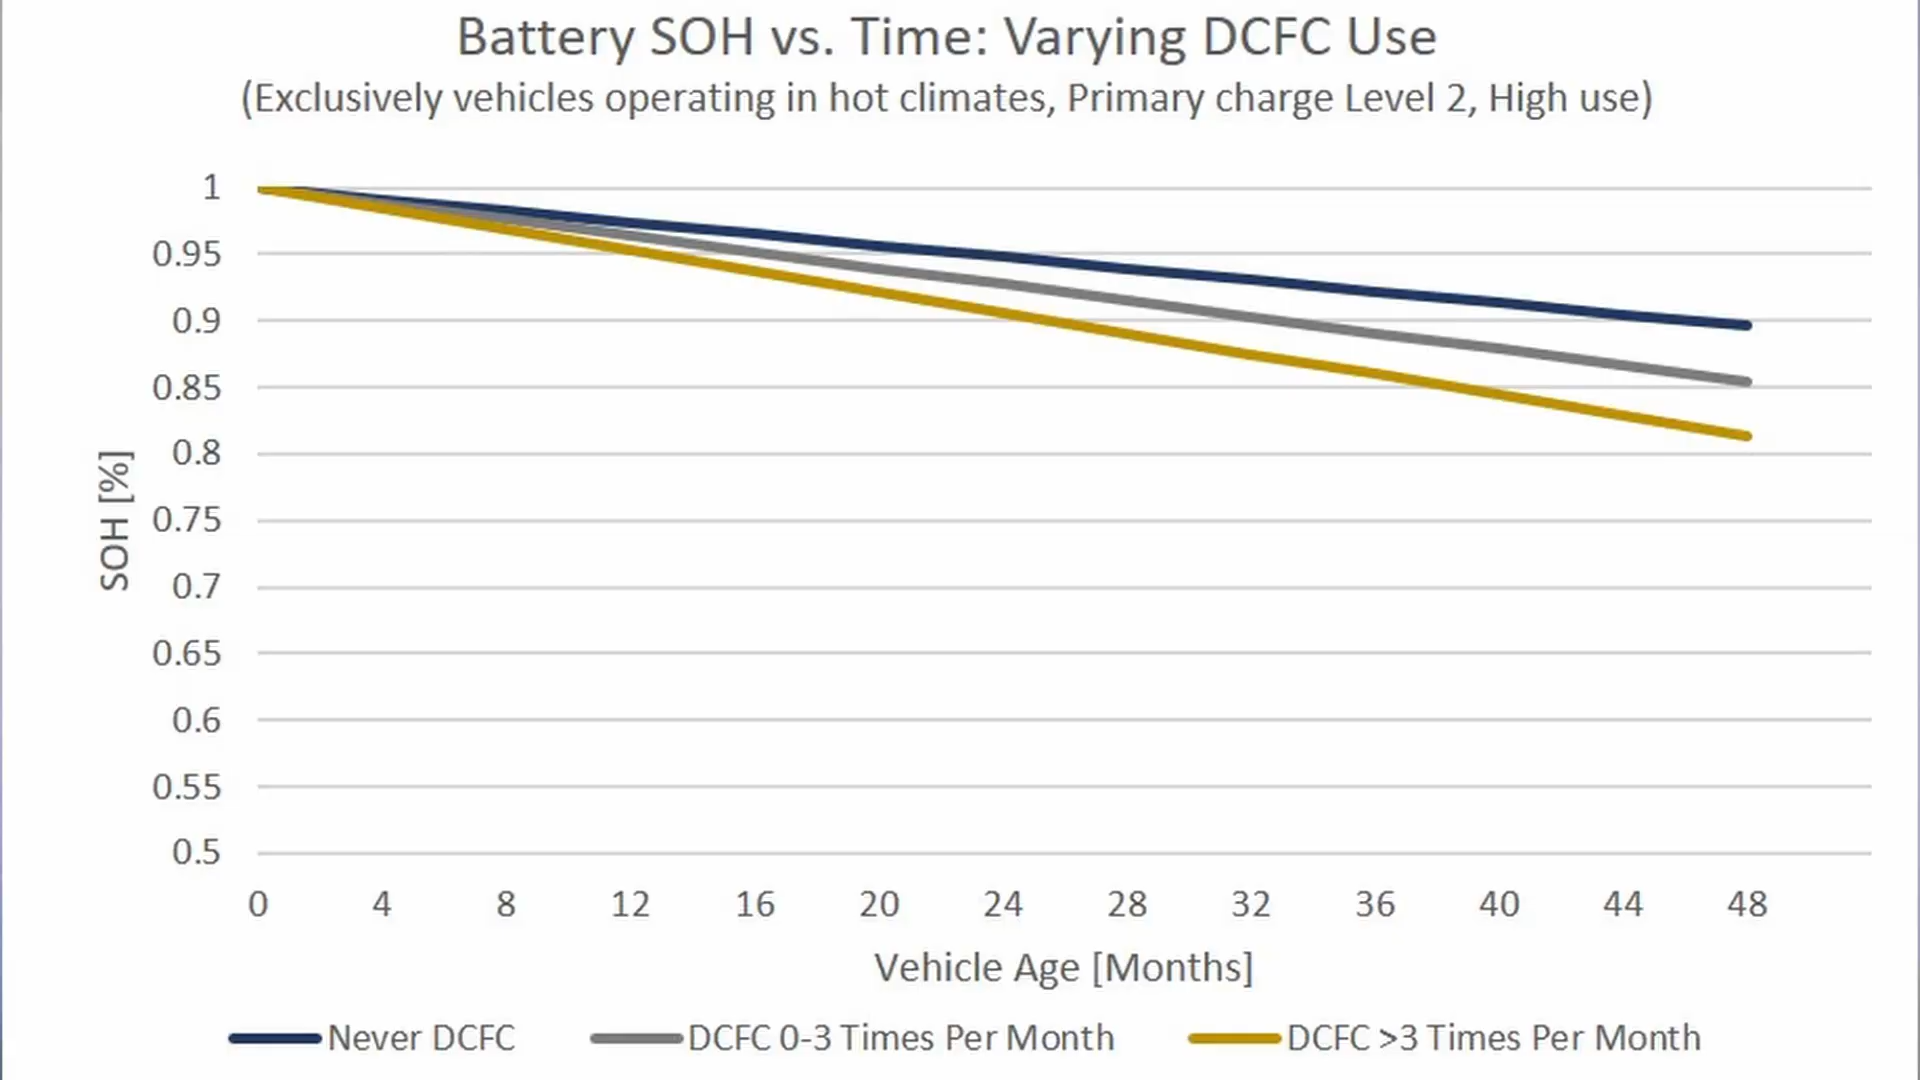 Battery SOH vs. Time: Varying DCFC Use
(Exclusively vehicles operating in hot climates, Primary charge Level 2, High use)
1
0.95
0.9
0.85
0.8
0.75
0.7
0.65
0.6
0.55
0.5
SOH [%]
0 4 8 12 16 20 24 28 32 36 40 44 48
Vehicle Age [Months]
Never DCFC DCFC 0-3 Times Per Month DCFC >3 Times Per Month